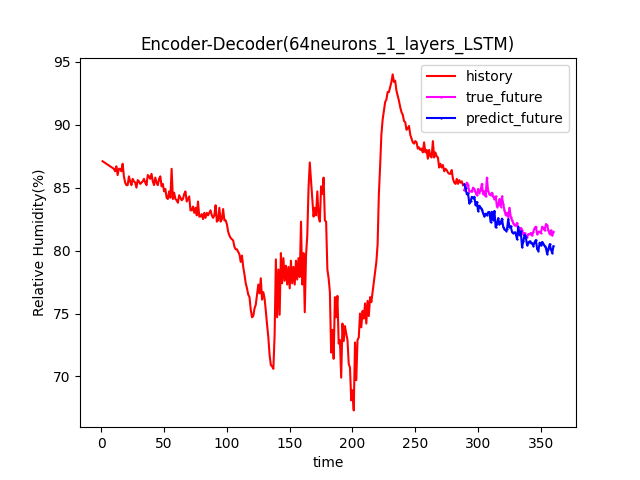 Encoder-Decoder(64neurons_1_layers_LSTM)
history
true_future
predict_future
Relative Humidity(%)
95
90
85
80
75
70
0 50 100 150 200 250 300 350
time